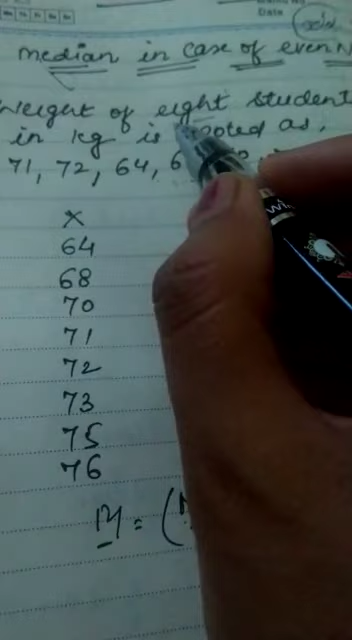 Date
median in case of even N
Weight of eight student
in kg is noted as,
71, 72, 64, 6
X
64
68
70
71
72
73
75
76
M = (